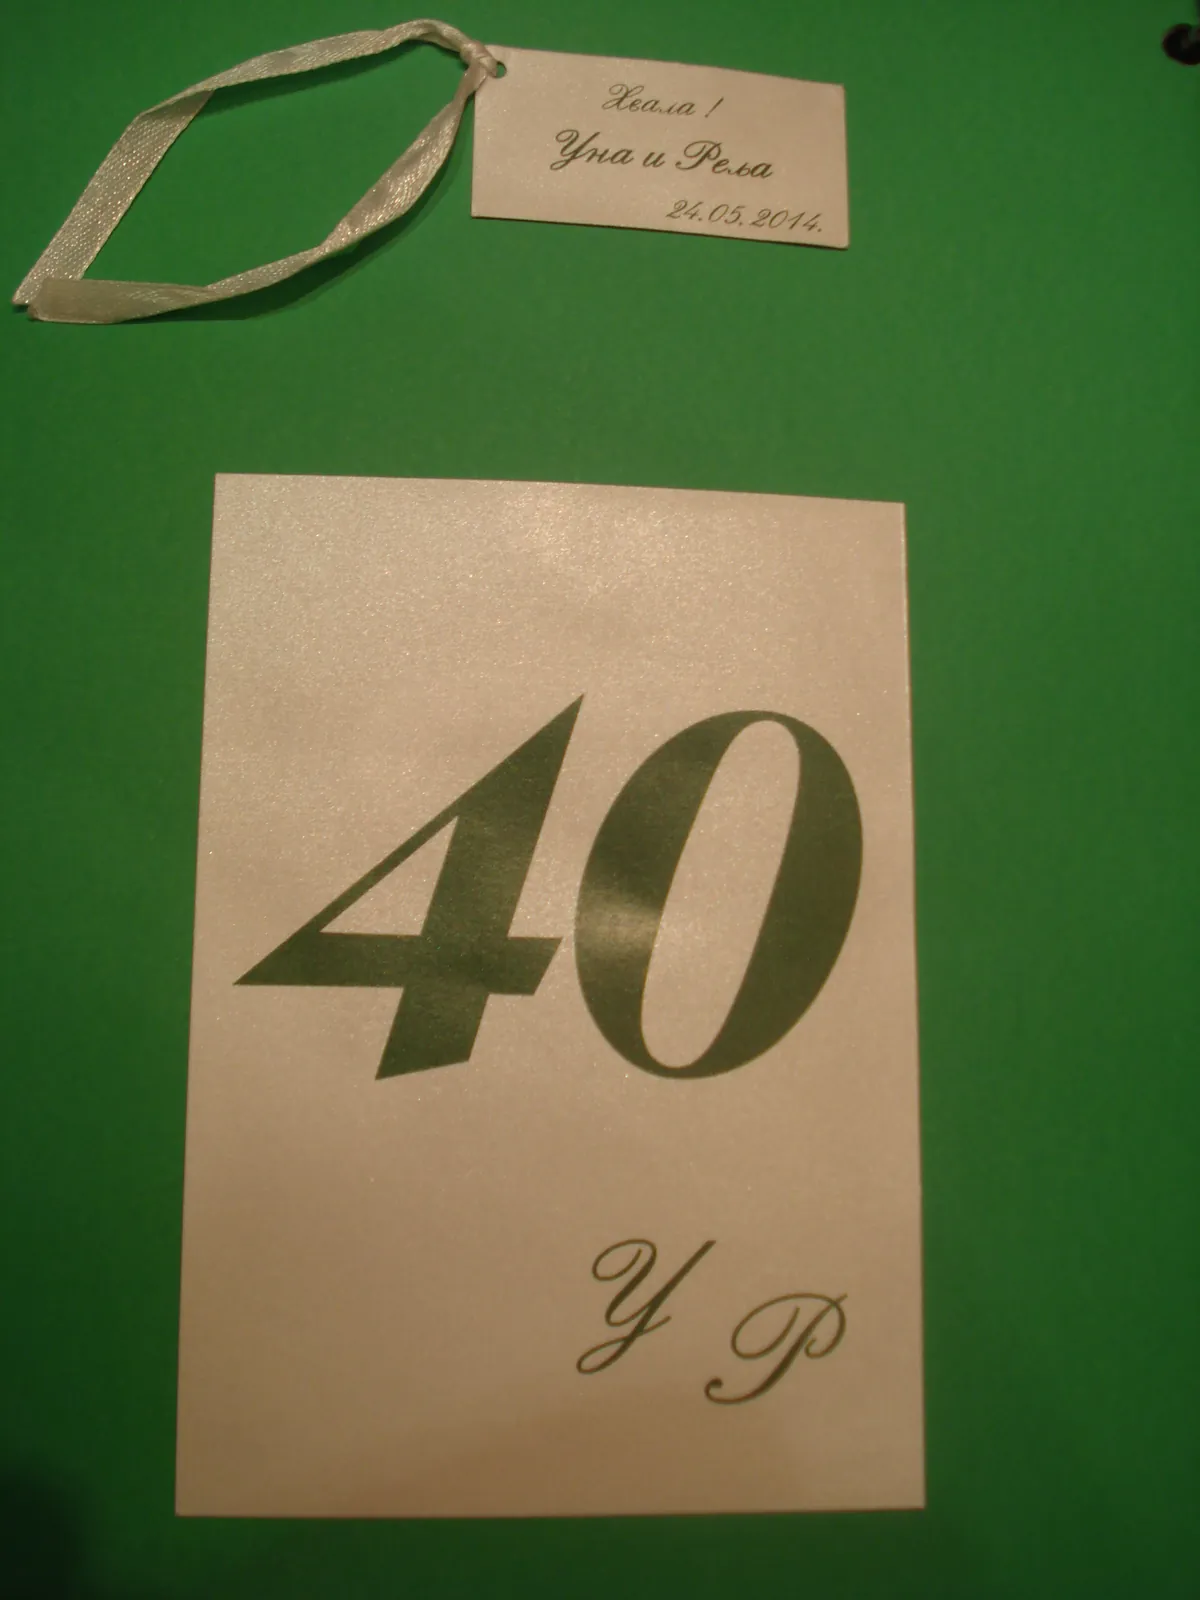 Хвала !
Уна и Реља
24.05.2014.
40
У Р